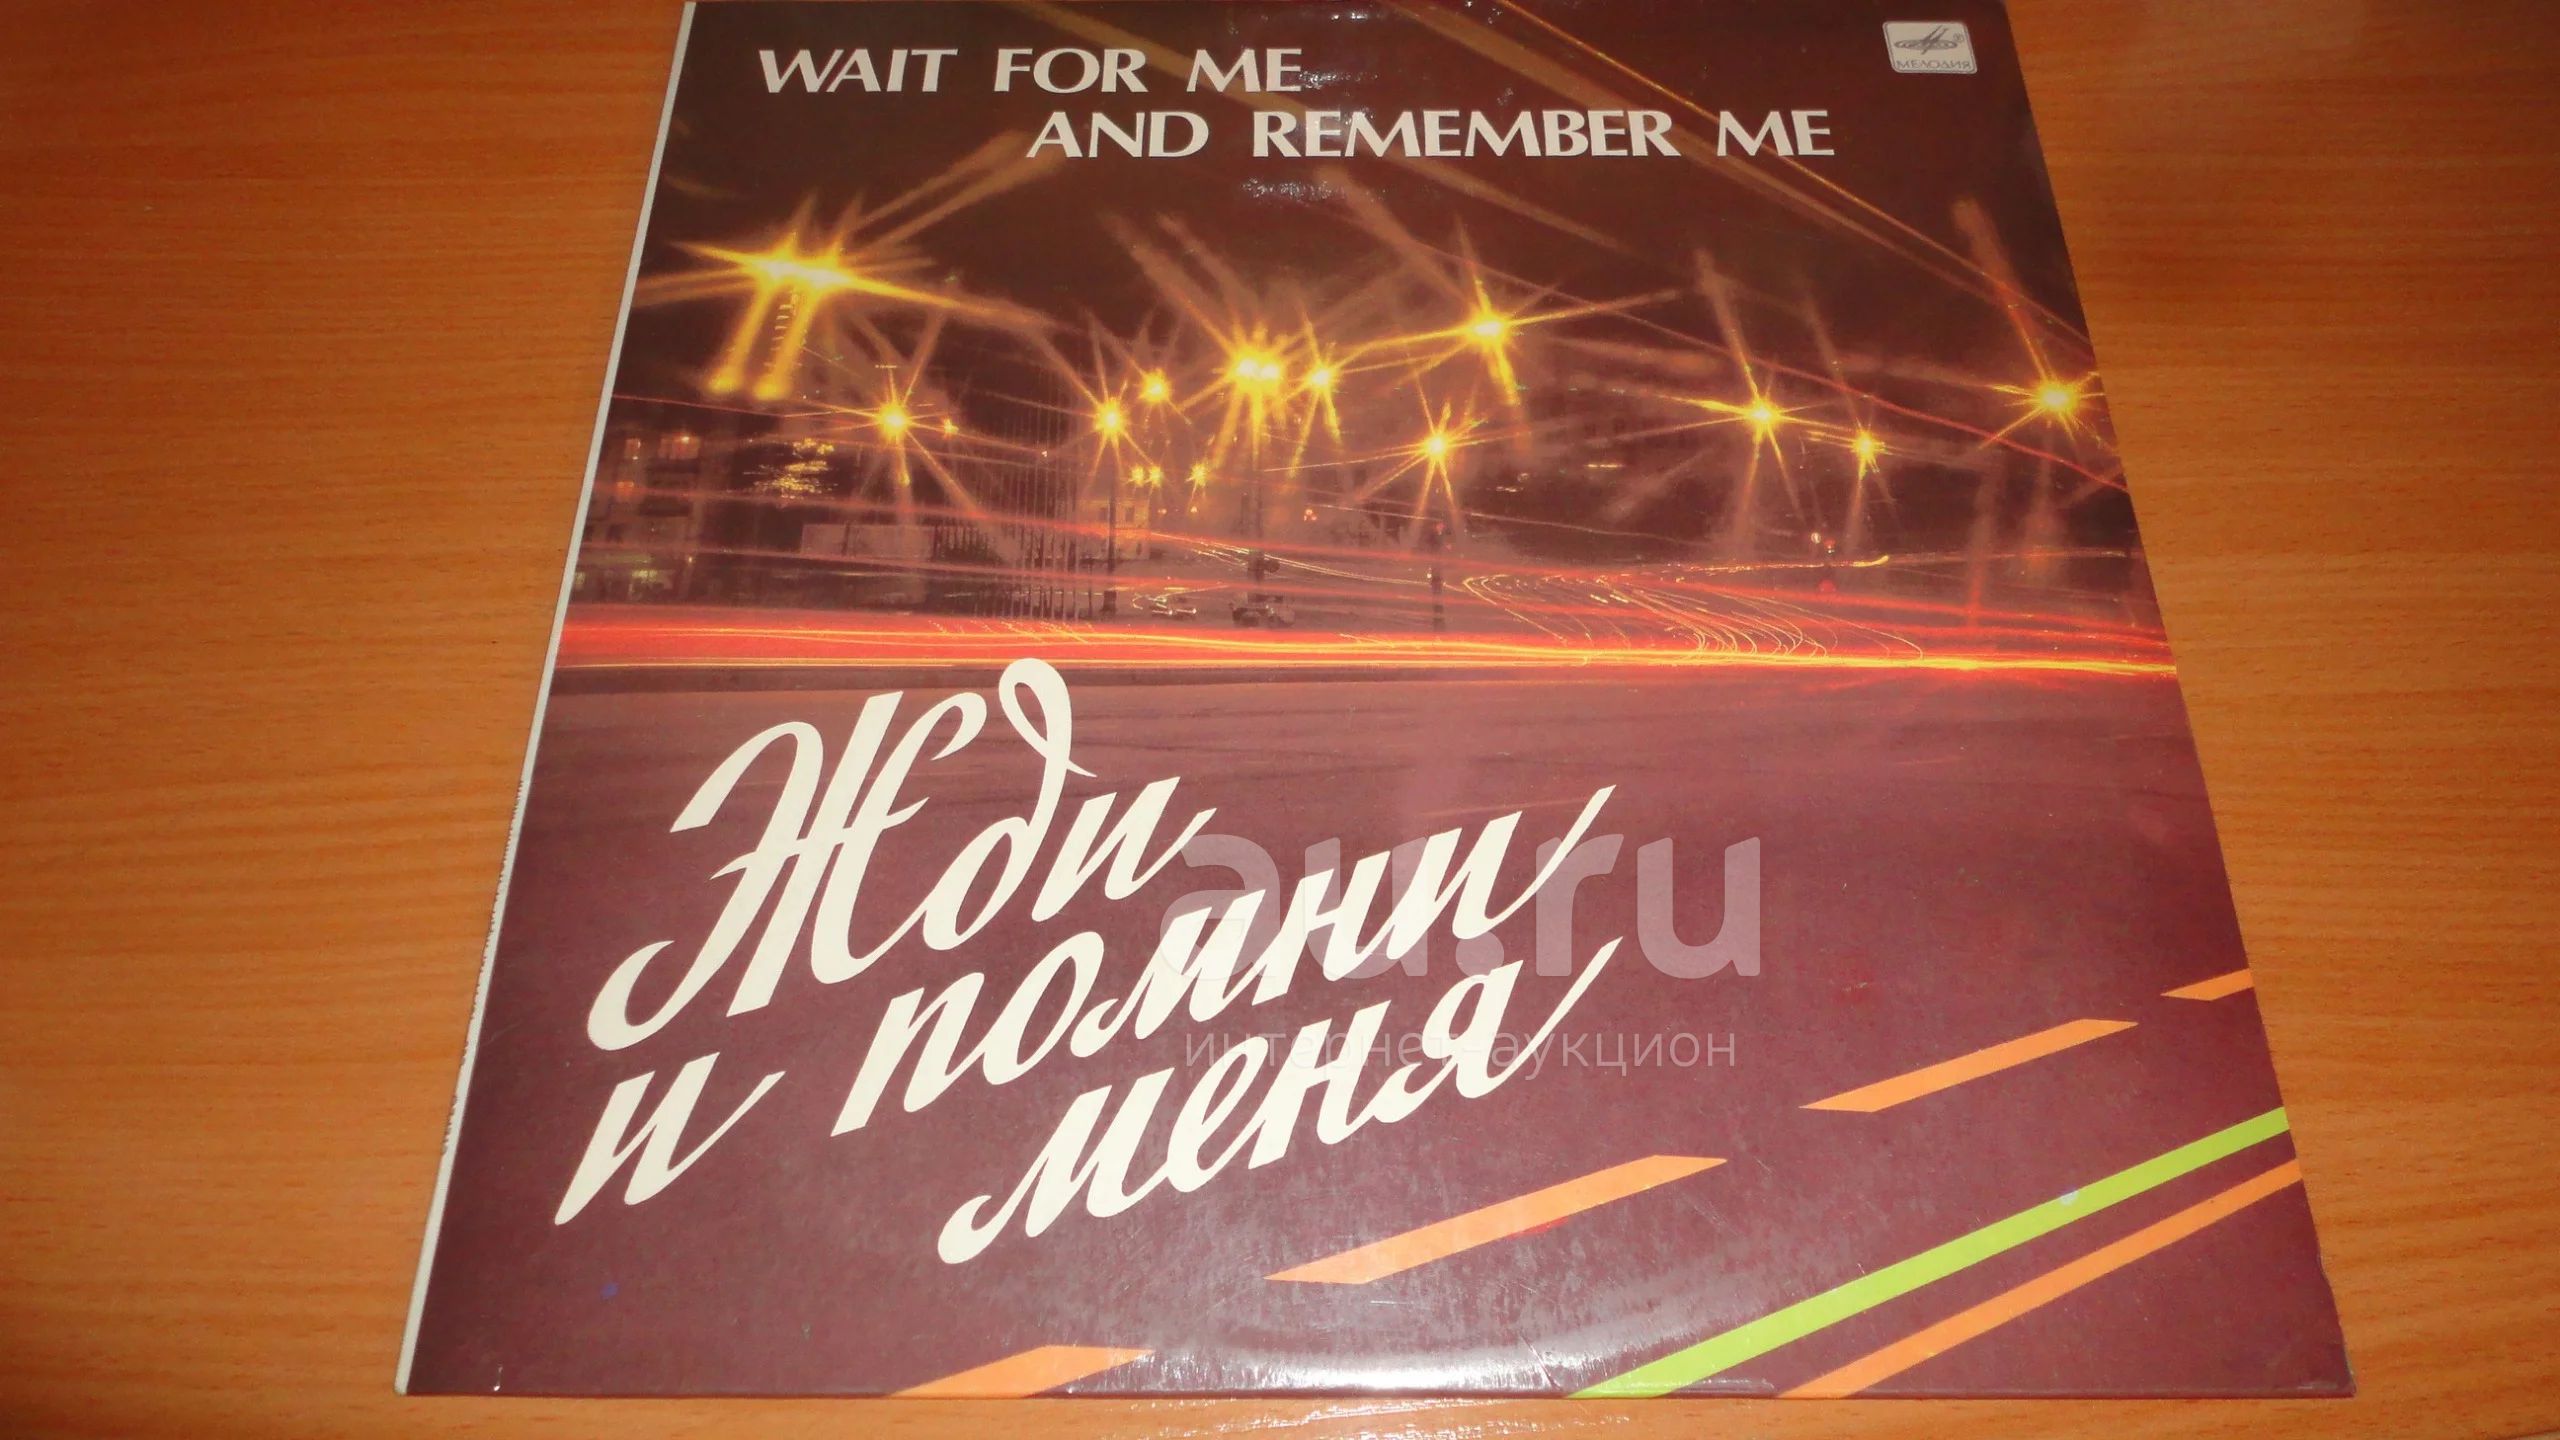 WAIT FOR ME
AND REMEMBER ME
МЕЛОДИЯ
Жди
и помни
меня
au.ru
интернет-аукцион